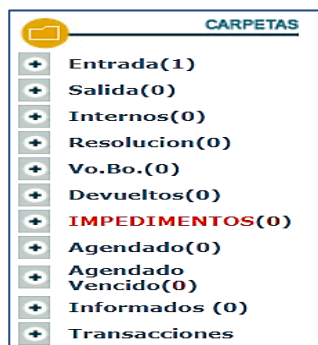 CARPETAS
Entrada(1)
Salida(0)
Internos(0)
Resolucion(0)
Vo.Bo.(0)
Devueltos(0)
IMPEDIMENTOS(0)
Agendado(0)
Agendado
Vencido(0)
Informados (0)
Transacciones